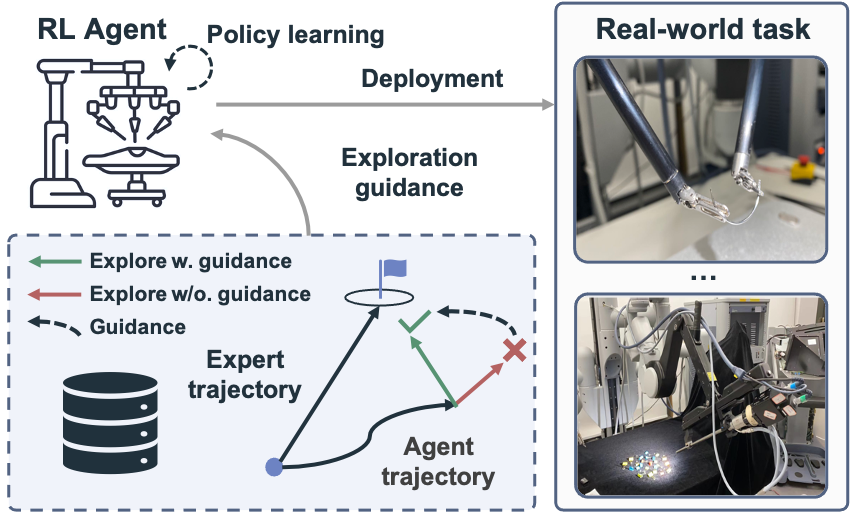 RL Agent
Policy learning
Deployment
Exploration
guidance
Real-world task
...
Explore w. guidance
Explore w/o. guidance
Guidance
Expert
trajectory
Agent
trajectory